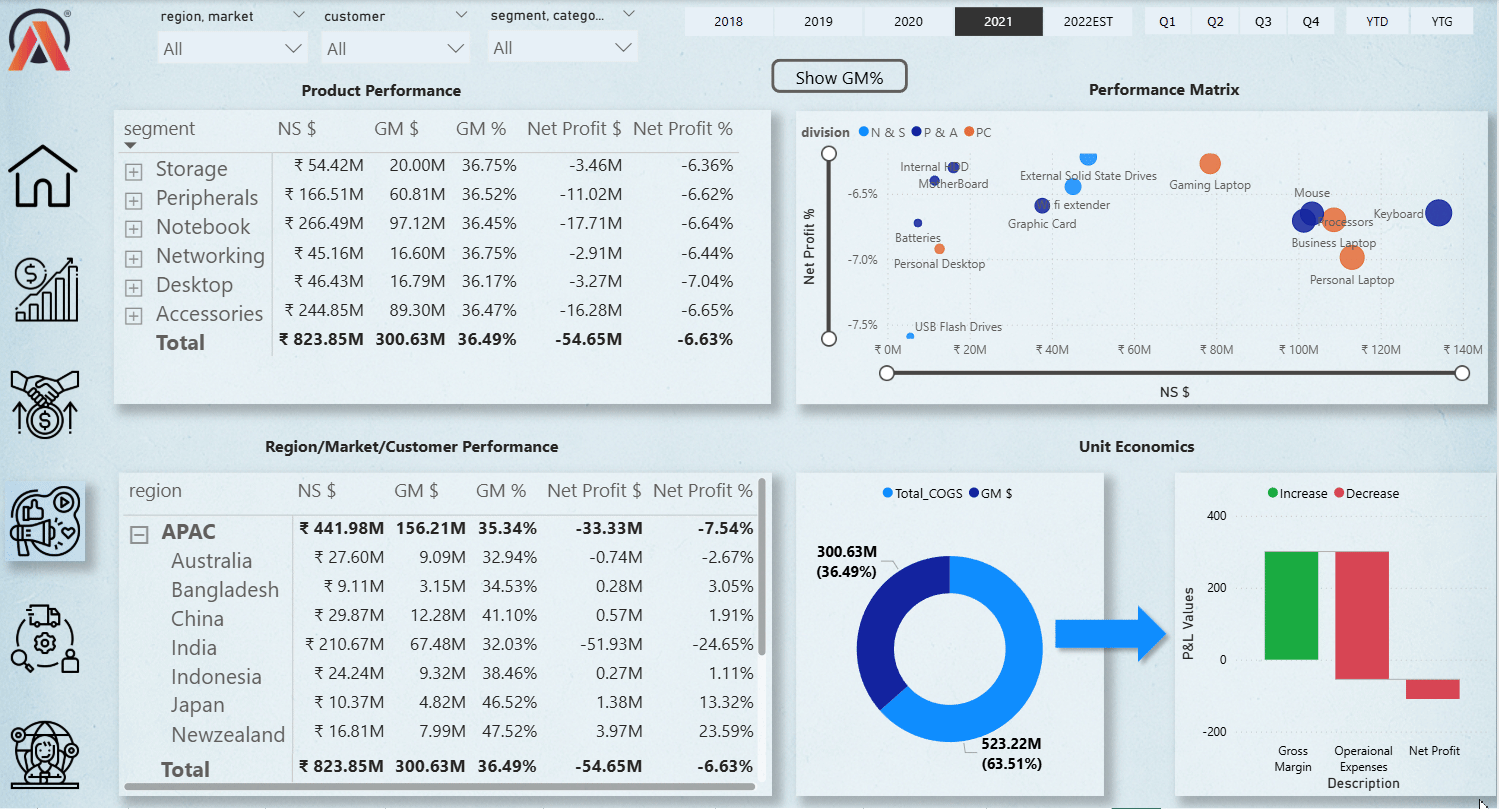 region, market customer segment, catego...
2018 2019 2020 2021 2022EST Q1 Q2 Q3 Q4 YTD YTG
All All All
Show GM%
Product Performance
segment NS $ GM $ GM % Net Profit $ Net Profit %
Storage ₹ 54.42M 20.00M 36.75% -3.46M -6.36%
Peripherals ₹ 166.51M 60.81M 36.52% -11.02M -6.62%
Notebook ₹ 266.49M 97.12M 36.45% -17.71M -6.64%
Networking ₹ 45.16M 16.60M 36.75% -2.91M -6.44%
Desktop ₹ 46.43M 16.79M 36.17% -3.27M -7.04%
Accessories ₹ 244.85M 89.30M 36.47% -16.28M -6.65%
Total ₹ 823.85M 300.63M 36.49% -54.65M -6.63%
Performance Matrix
division N & S P & A PC
Internal HDD
MotherBoard
External Solid State Drives
Gaming Laptop
-6.5%
Mouse
fi extender
Keyboard
Processors
Graphic Card
Batteries
Business Laptop
-7.0%
Personal Desktop
Personal Laptop
-7.5%
USB Flash Drives
Net Profit %
₹ 0M ₹ 20M ₹ 40M ₹ 60M ₹ 80M ₹ 100M ₹ 120M ₹ 140M
NS $
Region/Market/Customer Performance
region NS $ GM $ GM % Net Profit $ Net Profit %
APAC ₹ 441.98M 156.21M 35.34% -33.33M -7.54%
Australia ₹ 27.60M 9.09M 32.94% -0.74M -2.67%
Bangladesh ₹ 9.11M 3.15M 34.53% 0.28M 3.05%
China ₹ 29.87M 12.28M 41.10% 0.57M 1.91%
India ₹ 210.67M 67.48M 32.03% -51.93M -24.65%
Indonesia ₹ 24.24M 9.32M 38.46% 0.27M 1.11%
Japan ₹ 10.37M 4.82M 46.52% 1.38M 13.32%
Newzealand ₹ 16.81M 7.99M 47.52% 3.97M 23.59%
Total ₹ 823.85M 300.63M 36.49% -54.65M -6.63%
Unit Economics
Total_COGS GM $
300.63M
(36.49%)
523.22M
(63.51%)
Increase Decrease
400
200
0
-200
P&L Values
Gross
Margin
Operaional
Expenses
Net Profit
Description